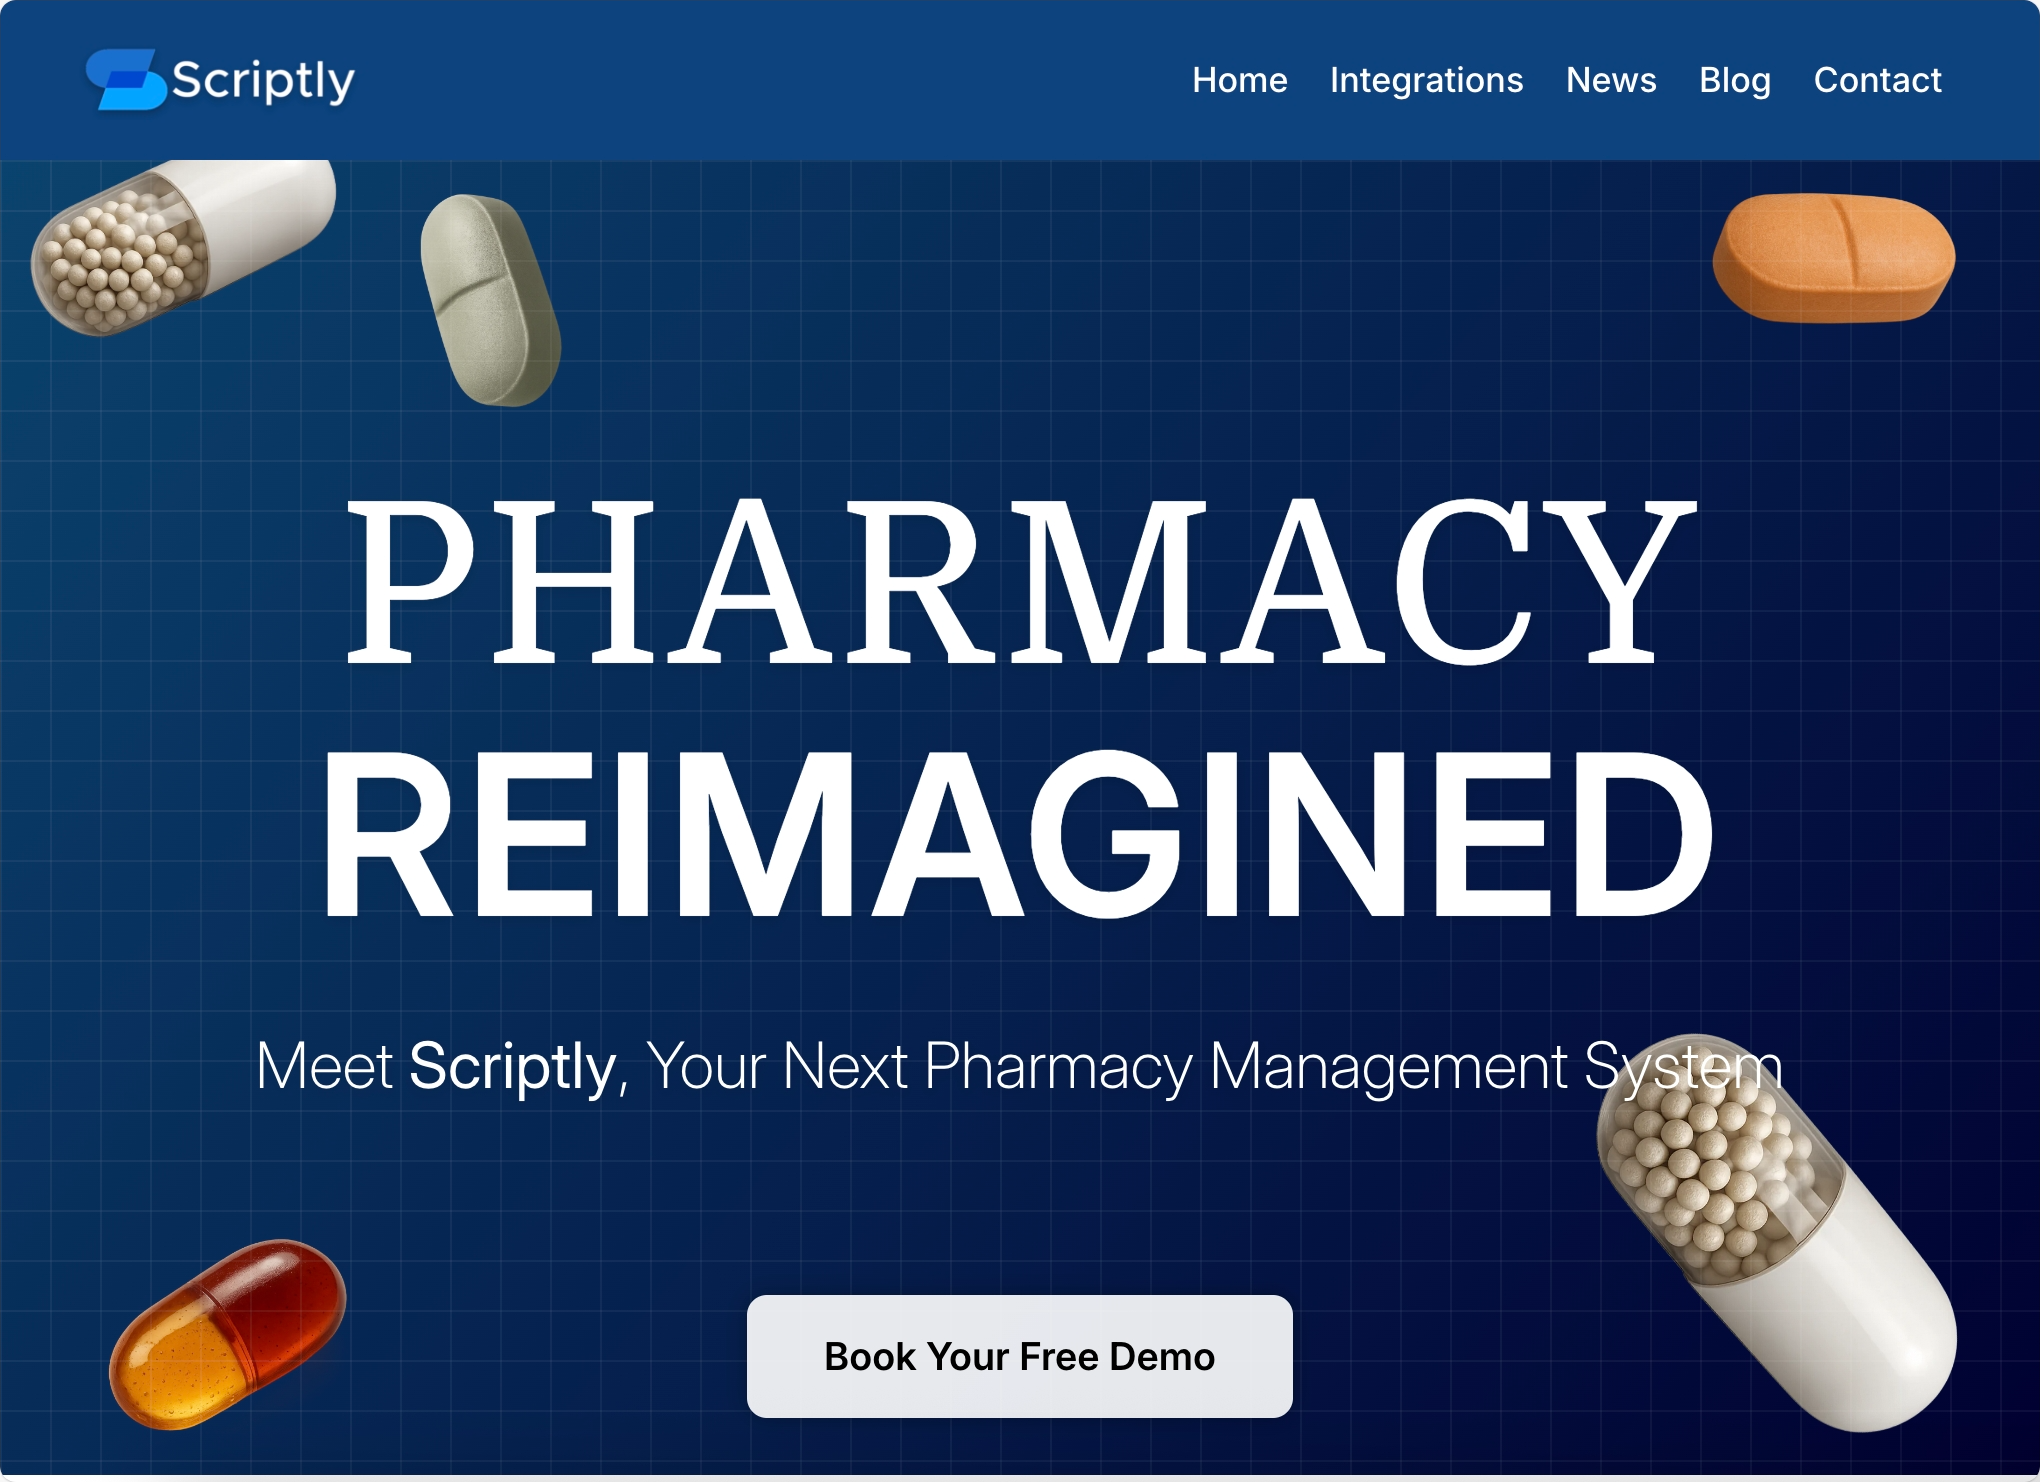 Scriptly
Home Integrations News Blog Contact
PHARMACY
REIMAGINED
Meet Scriptly, Your Next Pharmacy Management System
Book Your Free Demo